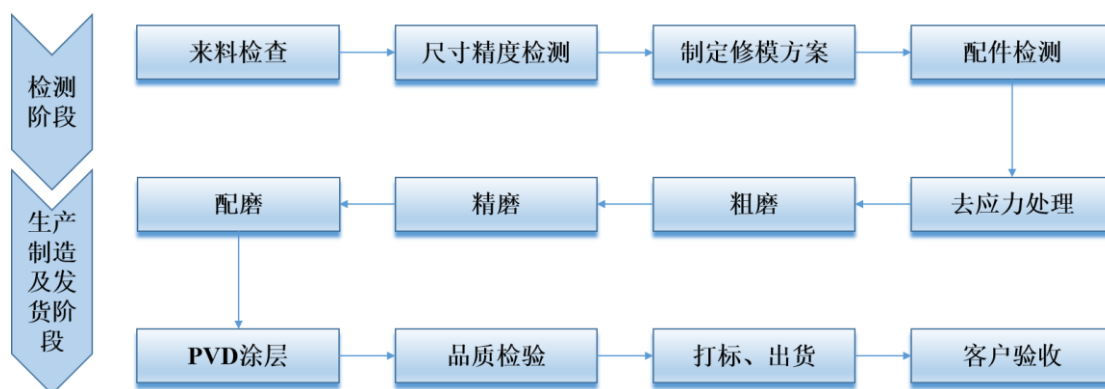 检测
阶段
来料检查
尺寸精度检测
制定修模方案
配件检测
生产
制造
及发
货阶
段
去应力处理
粗磨
精磨
配磨
PVD涂层
品质检验
打标、出货
客户验收